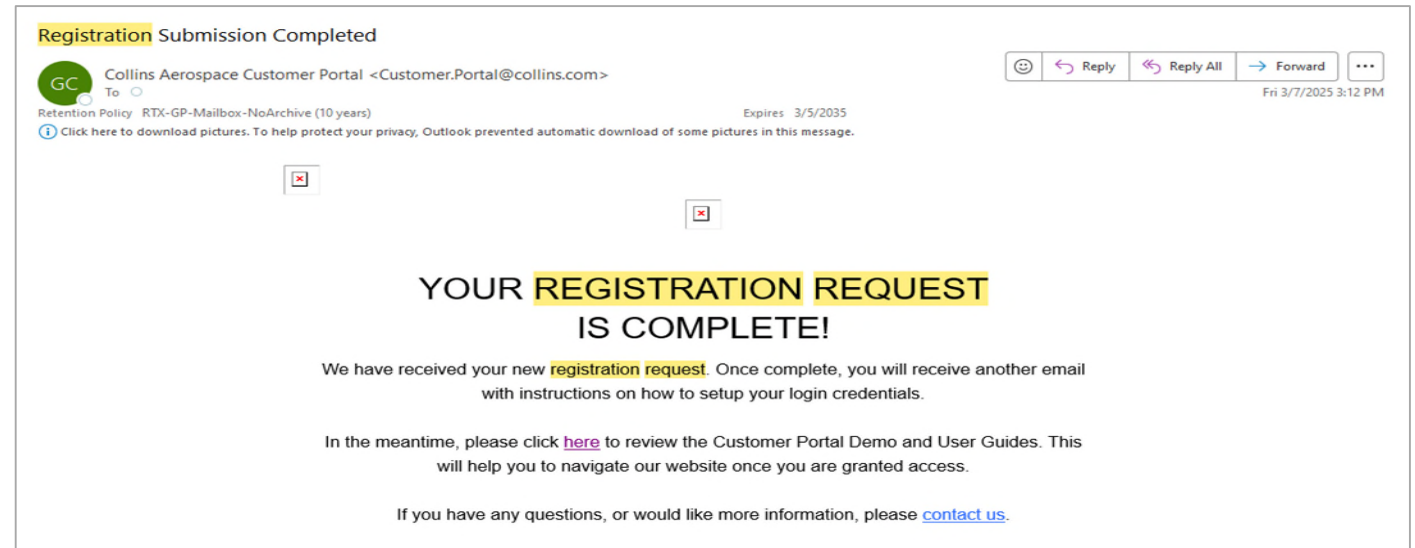 Registration Submission Completed
GC
Collins Aerospace Customer Portal <Customer.Portal@collins.com>
To
Reply
Reply All
Forward
Fri 3/7/2025 3:12 PM
Retention Policy RTX-GP-Mailbox-NoArchive (10 years)
Expires 3/5/2035
Click here to download pictures. To help protect your privacy, Outlook prevented automatic download of some pictures in this message.
YOUR REGISTRATION REQUEST
IS COMPLETE!
We have received your new registration request. Once complete, you will receive another email
with instructions on how to setup your login credentials.
In the meantime, please click here to review the Customer Portal Demo and User Guides. This
will help you to navigate our website once you are granted access.
If you have any questions, or would like more information, please contact us.